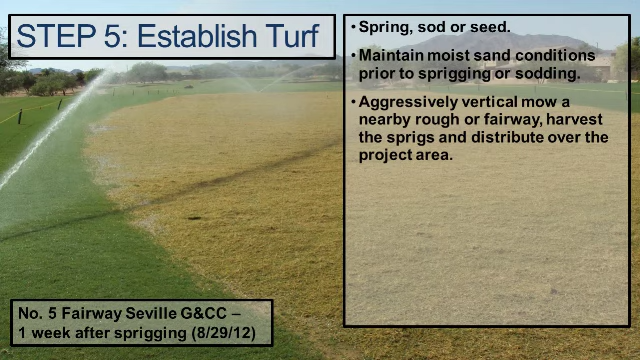 STEP 5: Establish Turf
• Spring, sod or seed.
• Maintain moist sand conditions
prior to sprigging or sodding.
• Aggressively vertical mow a
nearby rough or fairway, harvest
the sprigs and distribute over the
project area.
No. 5 Fairway Seville G&CC –
1 week after sprigging (8/29/12)